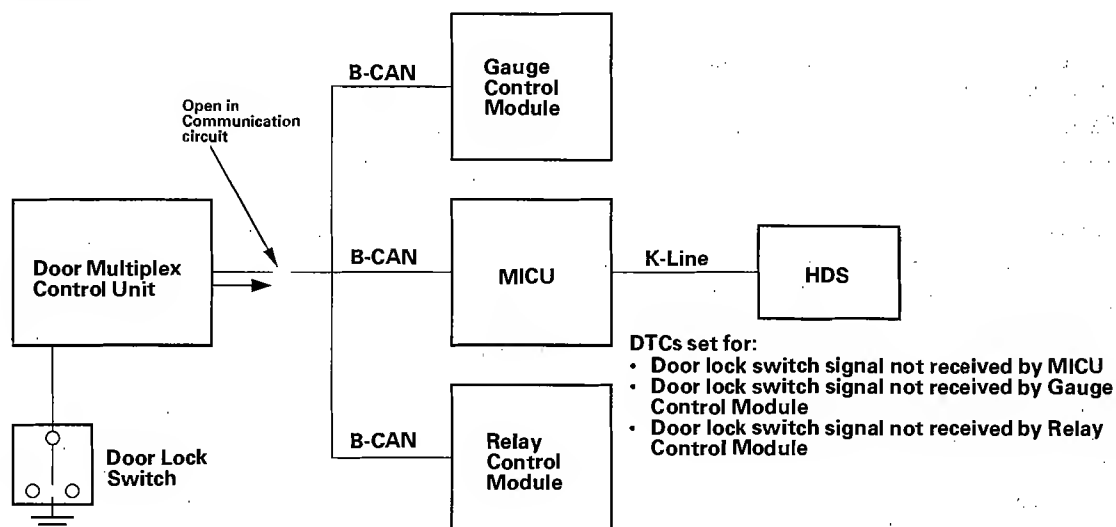 B-CAN
Gauge
Control
Module
Open in
Communication
circuit
Door Multiplex
Control Unit
B-CAN
MICU
K-Line
HDS
DTCs set for:
• Door lock switch signal not received by MICU
• Door lock switch signal not received by Gauge
Control Module
• Door lock switch signal not received by Relay
Control Module
B-CAN
Relay
Control
Module
Door Lock
Switch